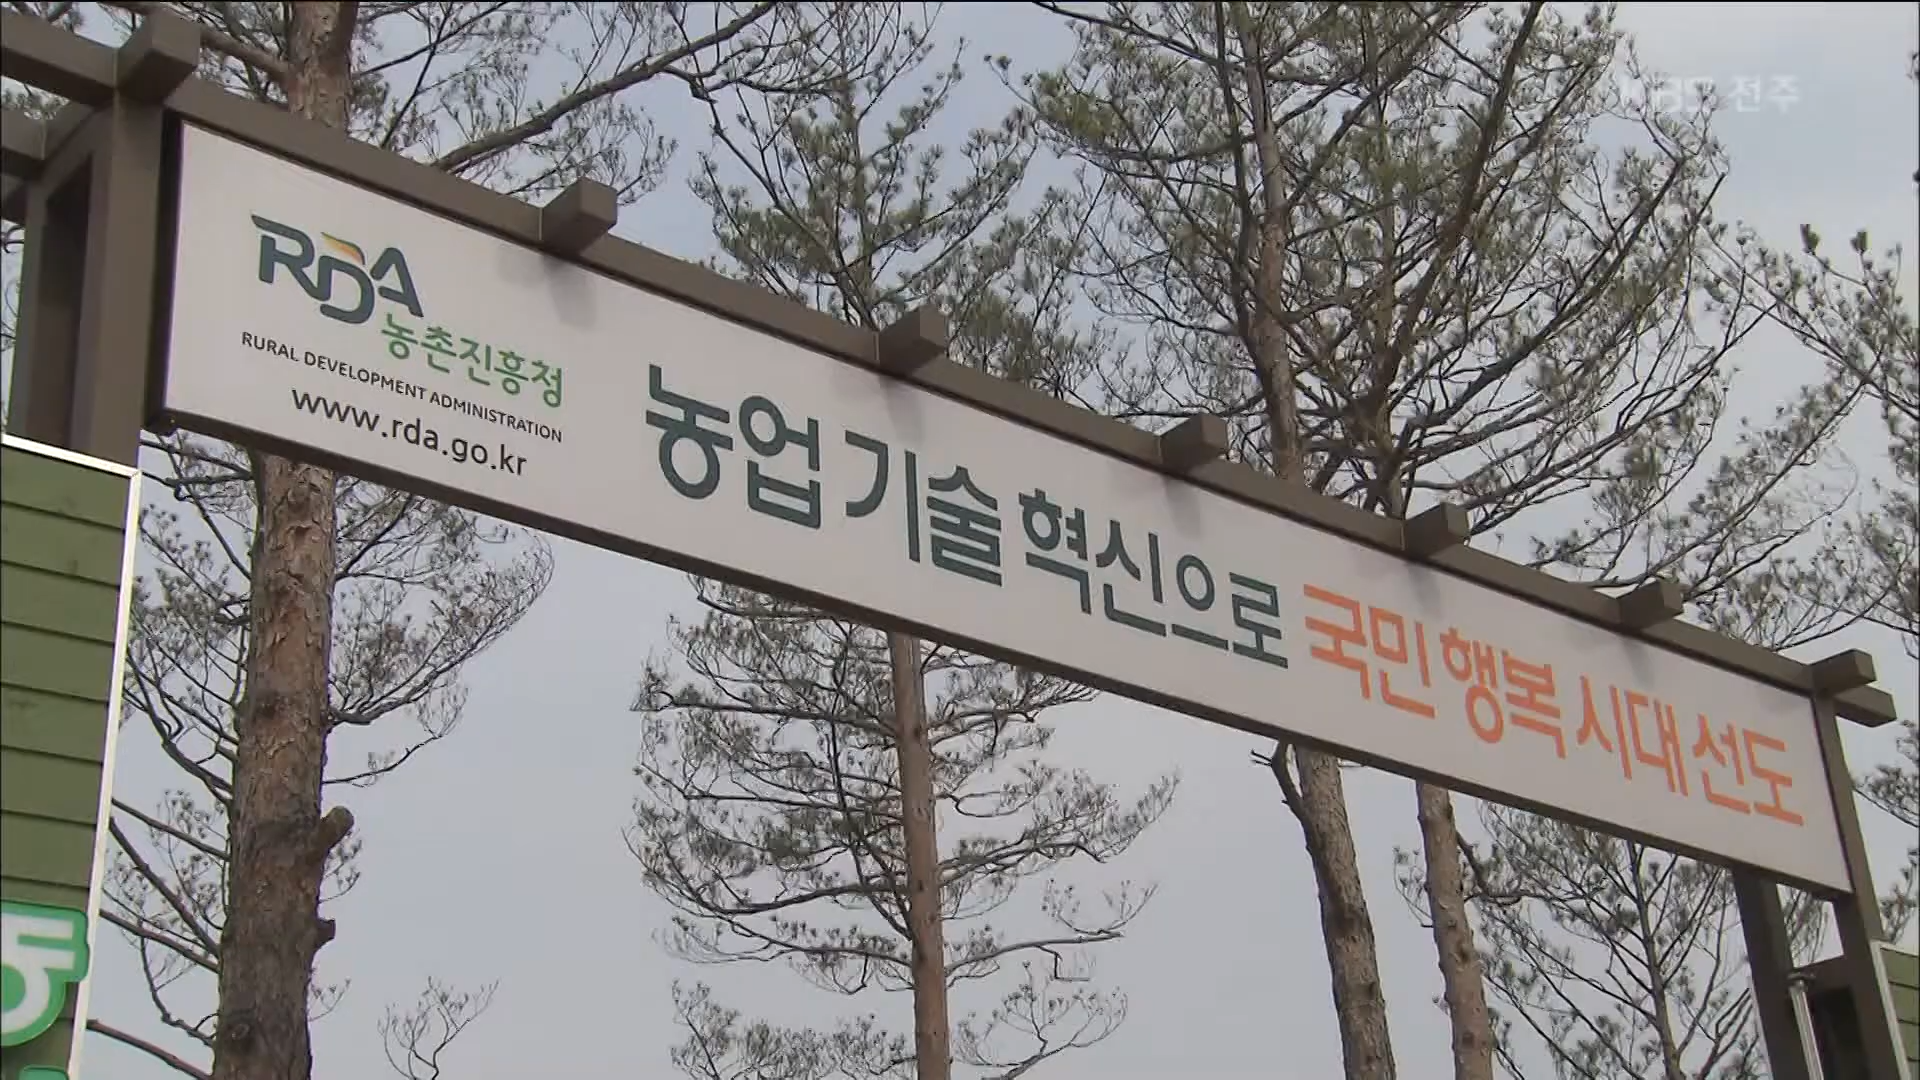 KBS 전주
RDA
농촌진흥청
RURAL DEVELOPMENT ADMINISTRATION
www.rda.go.kr
농업 기술 혁신으로 국민 행복 시대 선도